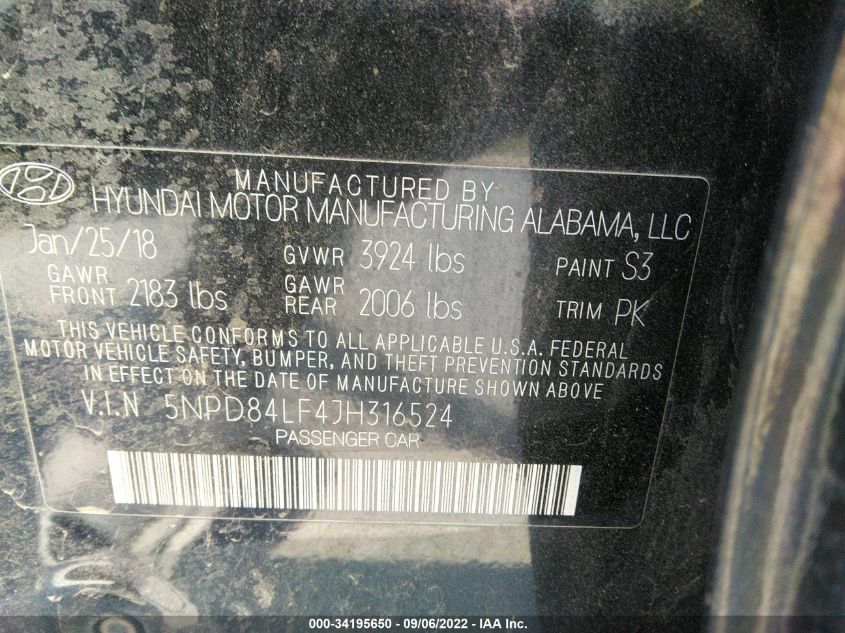 MANUFACTURED BY
HYUNDAI MOTOR MANUFACTURING ALABAMA, LLC
Jan/25/18 GVWR 3924 lbs PAINT S3
GAWR FRONT 2183 lbs GAWR REAR 2006 lbs TRIM PK
THIS VEHICLE CONFORMS TO ALL APPLICABLE U.S.A. FEDERAL
MOTOR VEHICLE SAFETY, BUMPER, AND THEFT PREVENTION STANDARDS
IN EFFECT ON THE DATE OF MANUFACTURE SHOWN ABOVE
V.I.N 5NPD84LF4JH316524
PASSENGER CAR
000-34195650 - 09/06/2022 - IAA Inc.